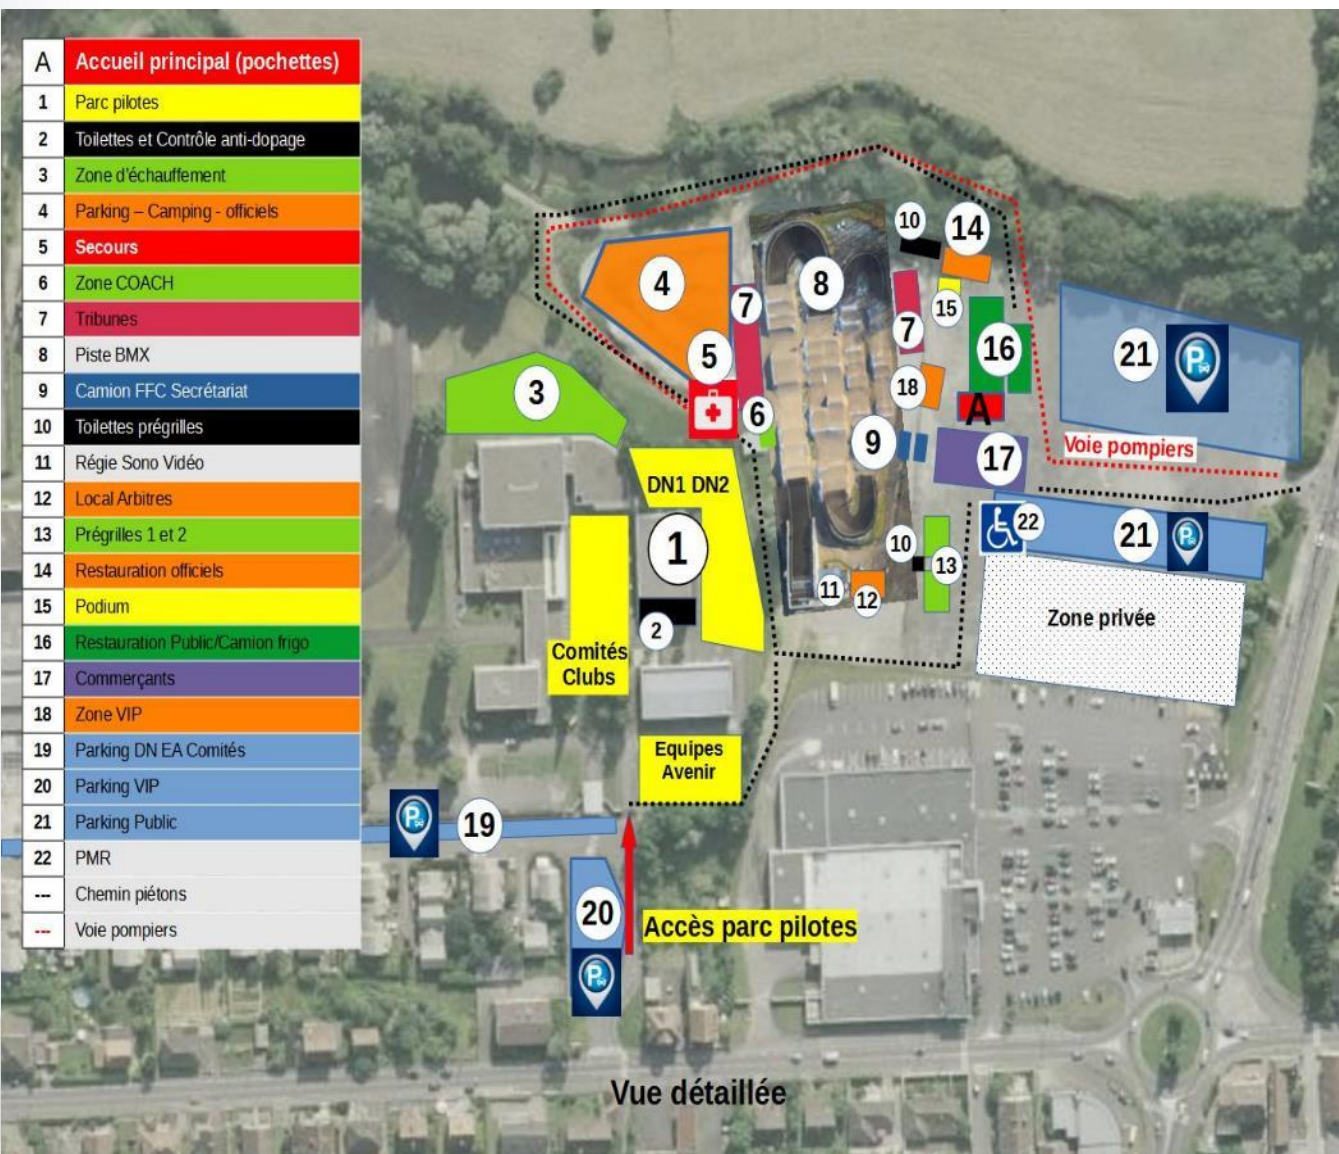 A Accueil principal (pochettes)
1 Parc pilotes
2 Toilettes et Contrôle anti-dopage
3 Zone d'échauffement
4 Parking – Camping - officiels
5 Secours
6 Zone COACH
7 Tribunes
8 Piste BMX
9 Camion FFC Secrétariat
10 Toilettes prégrilles
11 Régie Sono Vidéo
12 Local Arbitres
13 Prégrilles 1 et 2
14 Restauration officiels
15 Podium
16 Restauration Public/Camion frigo
17 Commerçants
18 Zone VIP
19 Parking DN EA Comités
20 Parking VIP
21 Parking Public
22 PMR
--- Chemin piétons
--- Voie pompiers
10
14
4
8
7
15
7
5
16
21
P
3
18
6
A
9
17
Voie pompiers
DN1 DN2
22
21
P
1
10
13
11
12
2
Zone privée
Comités
Clubs
Equipes
Avenir
P
19
20
P
Accès parc pilotes
Vue détaillée